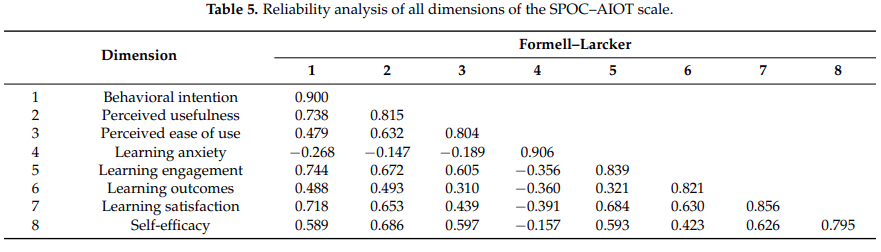 Table 5. Reliability analysis of all dimensions of the SPOC–AIOT scale.
Dimension Formell–Larcker
1 2 3 4 5 6 7 8
1 Behavioral intention 0.900
2 Perceived usefulness 0.738 0.815
3 Perceived ease of use 0.479 0.632 0.804
4 Learning anxiety −0.268 −0.147 −0.189 0.906
5 Learning engagement 0.744 0.672 0.605 −0.356 0.839
6 Learning outcomes 0.488 0.493 0.310 −0.360 0.321 0.821
7 Learning satisfaction 0.718 0.653 0.439 −0.391 0.684 0.630 0.856
8 Self-efficacy 0.589 0.686 0.597 −0.157 0.593 0.423 0.626 0.795